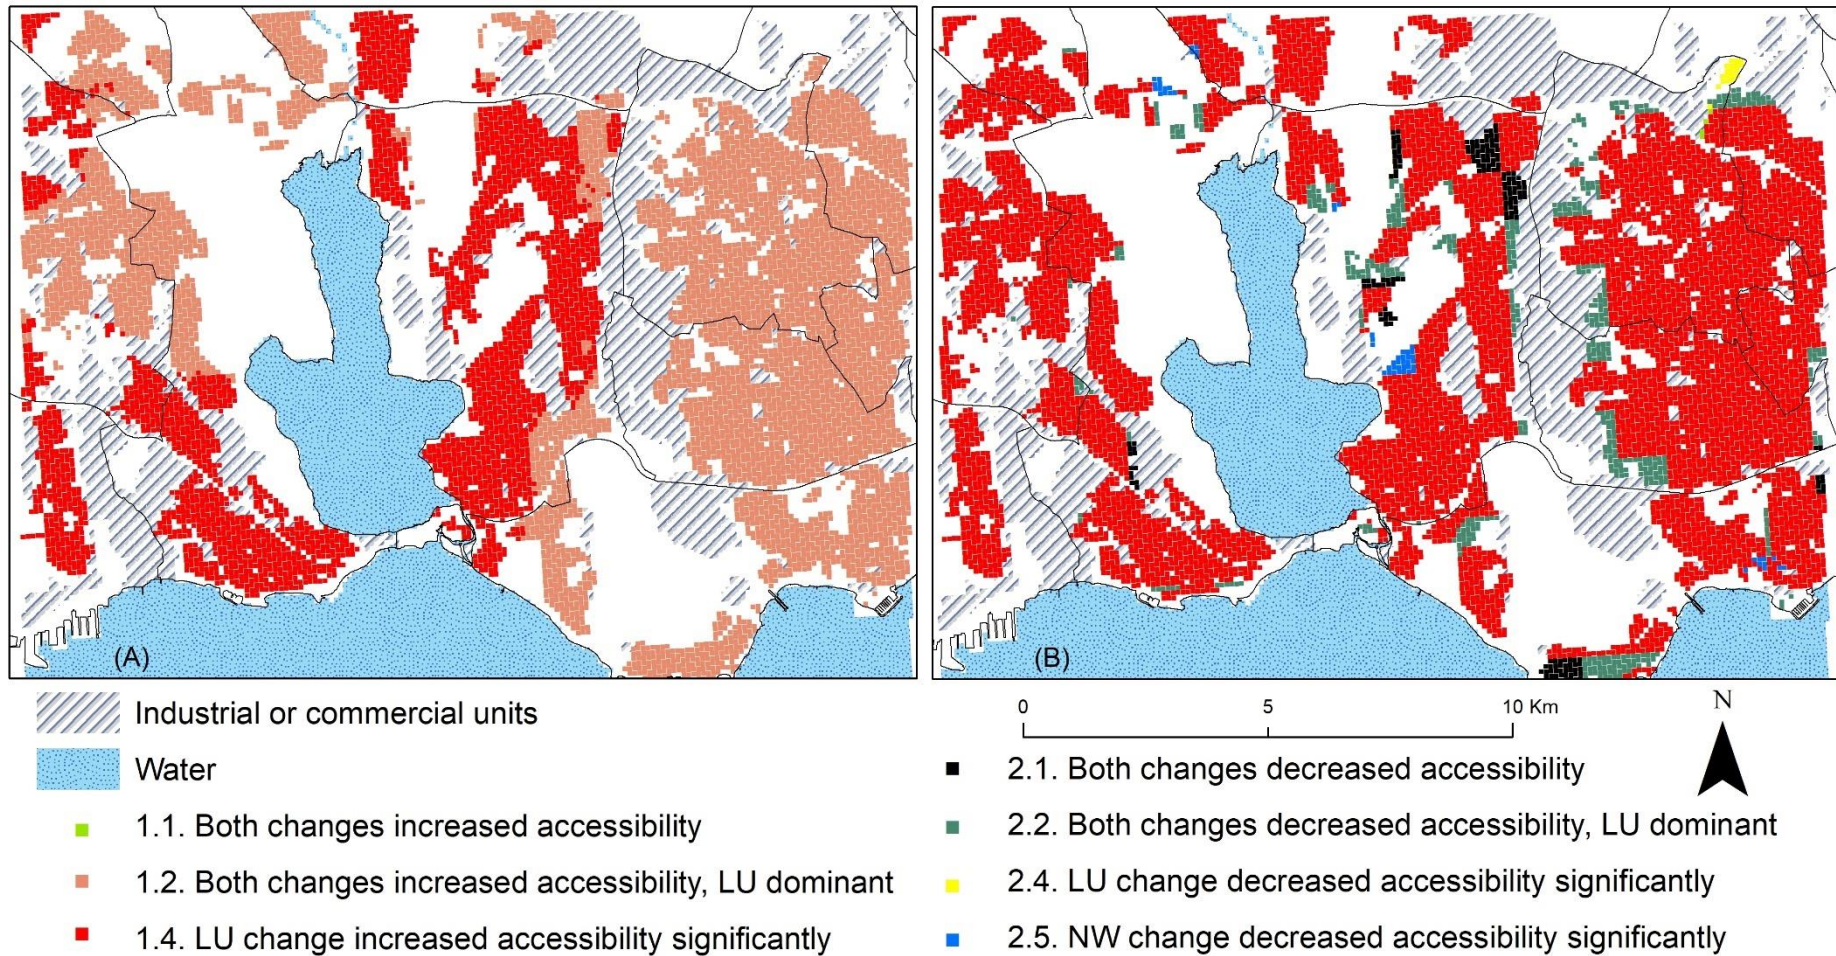 (A)
(B)
Industrial or commercial units
Water
1.1. Both changes increased accessibility
1.2. Both changes increased accessibility, LU dominant
1.4. LU change increased accessibility significantly
0 5 10 Km
N
2.1. Both changes decreased accessibility
2.2. Both changes decreased accessibility, LU dominant
2.4. LU change decreased accessibility significantly
2.5. NW change decreased accessibility significantly